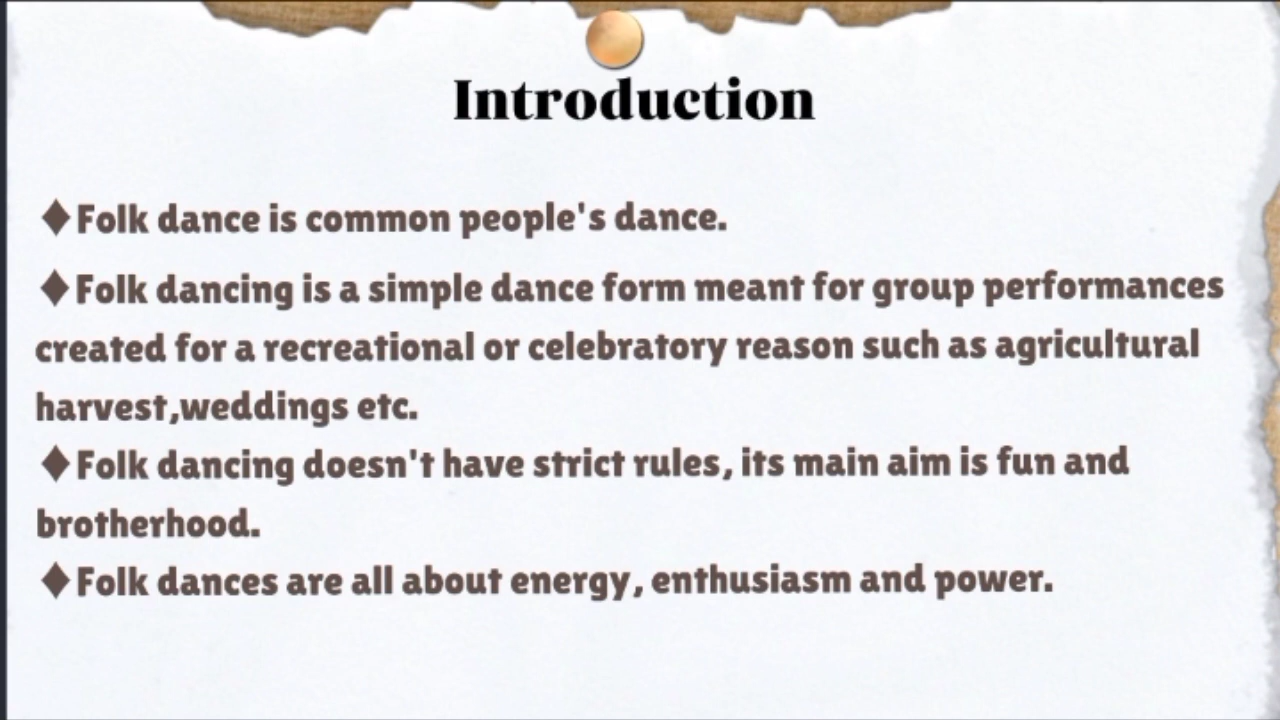 Introduction
♦Folk dance is common people's dance.
♦Folk dancing is a simple dance form meant for group performances
created for a recreational or celebratory reason such as agricultural
harvest,weddings etc.
♦Folk dancing doesn't have strict rules, its main aim is fun and
brotherhood.
♦Folk dances are all about energy, enthusiasm and power.